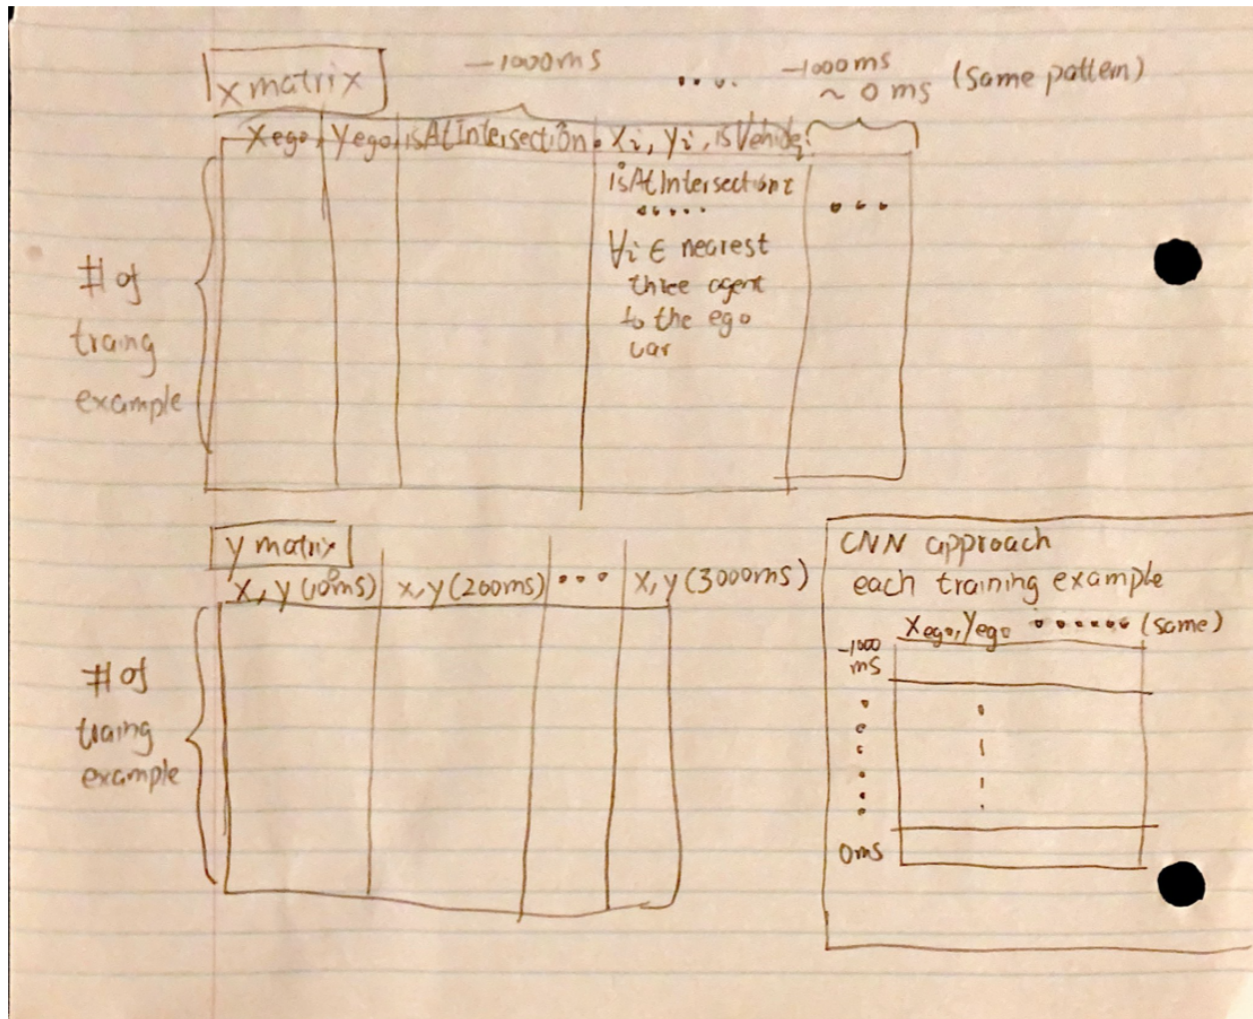 -1000ms .... -1000ms
X matrix ~ 0 ms (same pattern)
Xego, Yego, isAtIntersection. Xi, Yi, isVehicle:
isAtIntersection:
.....
∀i ∈ nearest
three agent
to the ego
car
...
# of
traing
example
y matrix
X, y (100ms) x, y (200ms) ... x, y (3000ms)
# of
traing
example
CNN approach
each training example
Xego, Yego ...... (same)
-1000
ms
0ms